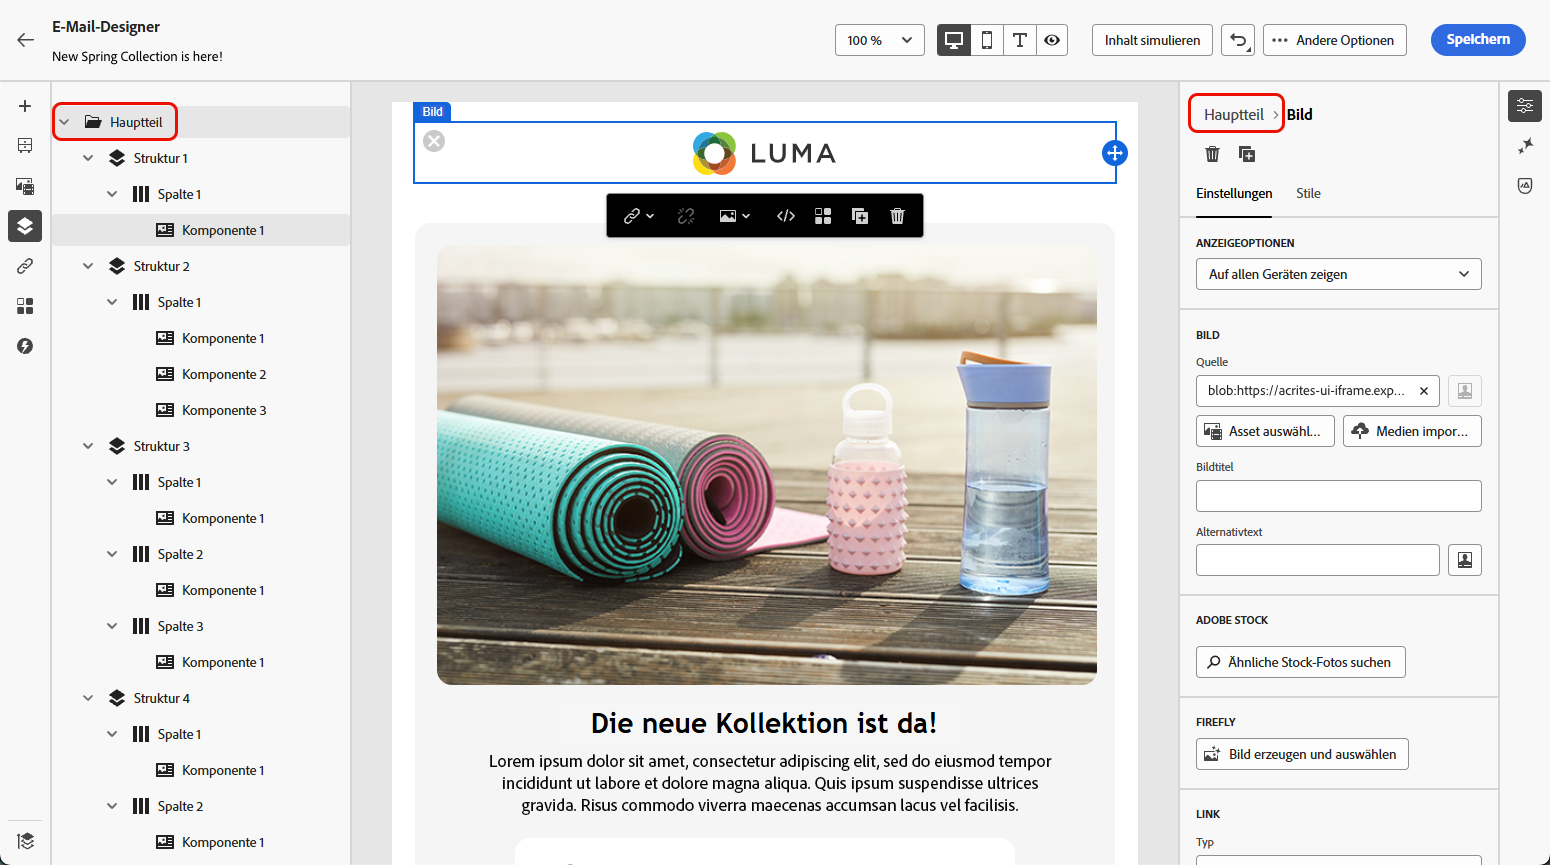 E-Mail-Designer
New Spring Collection is here!
100 %
Inhalt simulieren
Andere Optionen
Speichern
Hauptteil
Struktur 1
Spalte 1
Komponente 1
Struktur 2
Spalte 1
Komponente 1
Komponente 2
Komponente 3
Struktur 3
Spalte 1
Komponente 1
Spalte 2
Komponente 1
Spalte 3
Komponente 1
Struktur 4
Spalte 1
Komponente 1
Spalte 2
Komponente 1
Bild
LUMA
Die neue Kollektion ist da!
Lorem ipsum dolor sit amet, consectetur adipiscing elit, sed do eiusmod tempor
incididunt ut labore et dolore magna aliqua. Quis ipsum suspendisse ultrices
gravida. Risus commodo viverra maecenas accumsan lacus vel facilisis.
Hauptteil > Bild
Einstellungen Stile
ANZEIGEOPTIONEN
Auf allen Geräten zeigen
BILD
Quelle
blob:https://acrites-ui-iframe.exp...
Asset auswähl... Medien impor...
Bildtitel
Alternativtext
ADOBE STOCK
Ähnliche Stock-Fotos suchen
FIREFLY
Bild erzeugen und auswählen
LINK
Typ